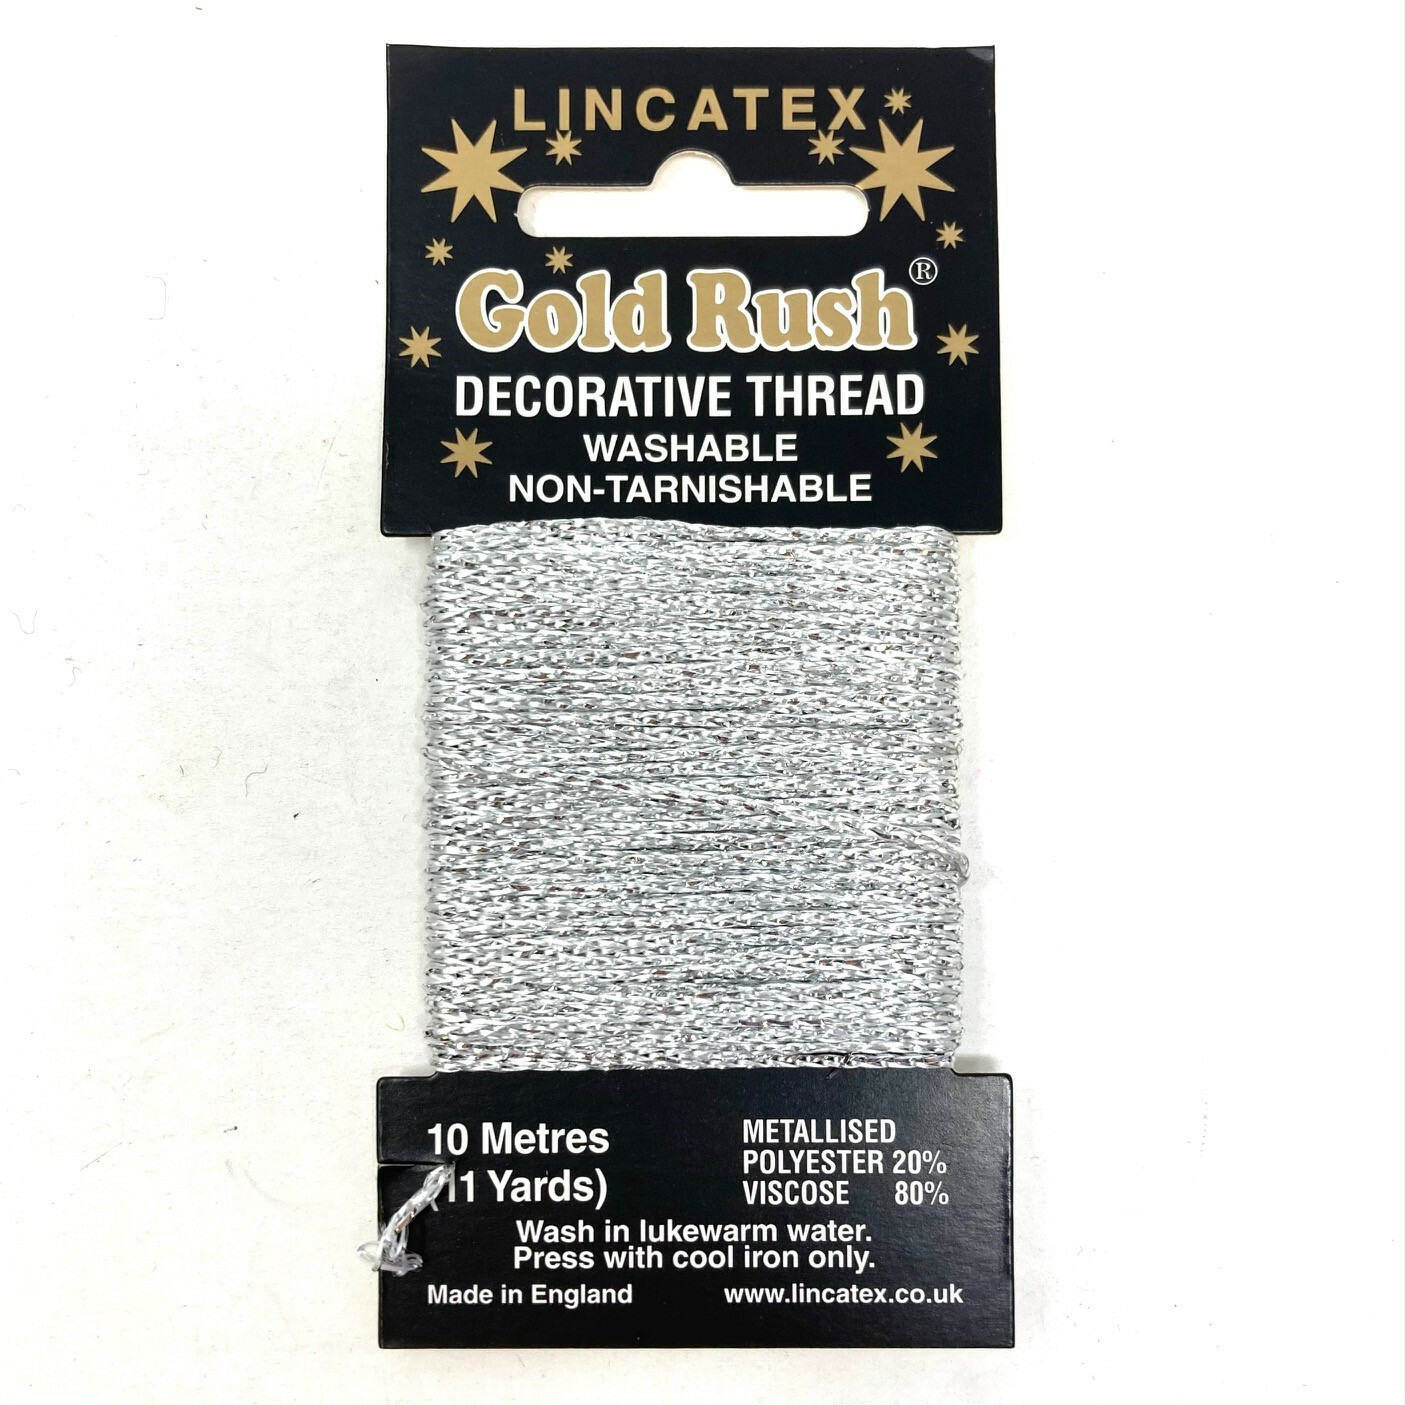 LINCATEX
Gold Rush®
DECORATIVE THREAD
WASHABLE
NON-TARNISHABLE
10 Metres
(11 Yards)
METALLISED
POLYESTER 20%
VISCOSE 80%
Wash in lukewarm water.
Press with cool iron only.
Made in England
www.lincatex.co.uk